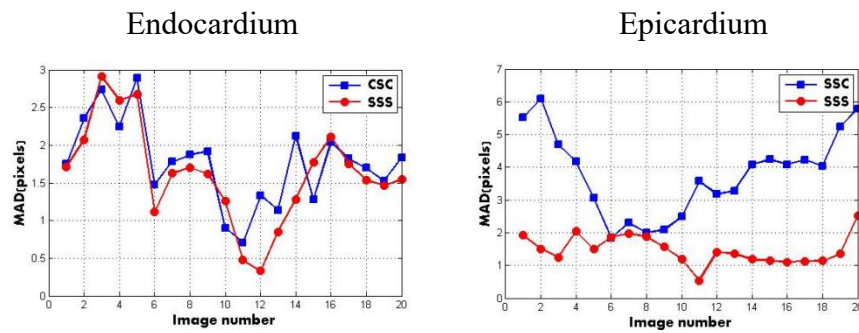 Endocardium
Epicardium
3
2.5
2
1.5
1
0.5
0
MAD(pixels)
CSC
SSS
0 2 4 6 8 10 12 14 16 18 20
Image number
7
6
5
4
3
2
1
0
MAD(pixels)
SSC
SSS
0 2 4 6 8 10 12 14 16 18 20
Image number